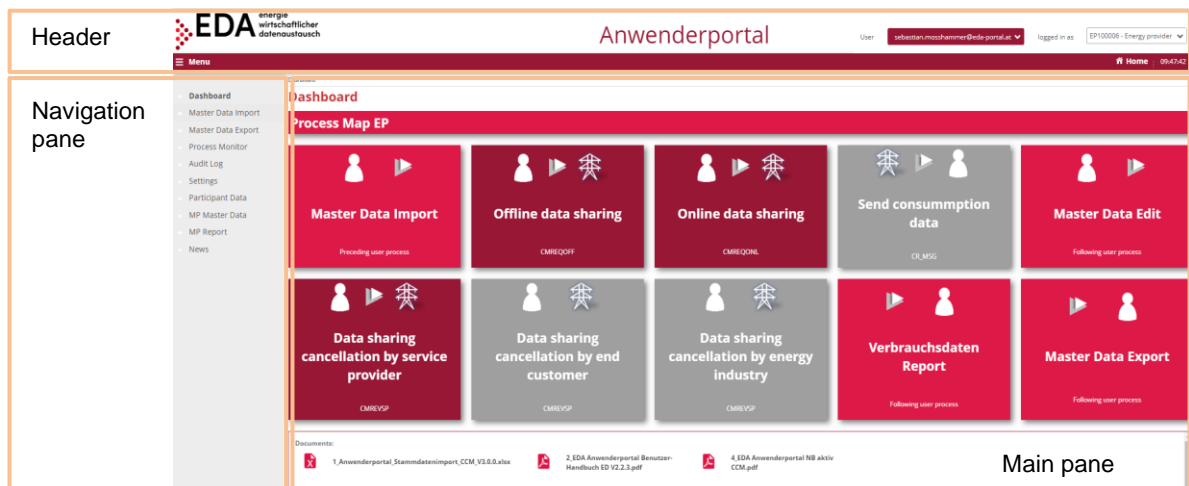 Header
EDA energie
wirtschaftlicher
datenaustausch
Anwenderportal
User sebastian.mosshammer@eda-portal.at logged in as EP100006 - Energy provider
Menu Home 09:47:42
Navigation
pane
Dashboard
Master Data Import
Master Data Export
Process Monitor
Audit Log
Settings
Participant Data
MP Master Data
MP Report
News
Dashboard
Process Map EP
Master Data Import
Preceding user process
Offline data sharing
CMREQOFF
Online data sharing
CMREQONL
Send consummption
data
CR_MSG
Master Data Edit
Following user process
Data sharing
cancellation by service
provider
CMREVSP
Data sharing
cancellation by end
customer
CMREVSP
Data sharing
cancellation by energy
industry
CMREVSP
Verbrauchsdaten
Report
Following user process
Master Data Export
Following user process
Documents:
1_Anwenderportal_Stammdatenimport_CCM_V3.0.0.xlsx
2_EDA Anwenderportal Benutzer-
Handbuch ED V2.2.3.pdf
4_EDA Anwenderportal NB aktiv
CCM.pdf
Main pane